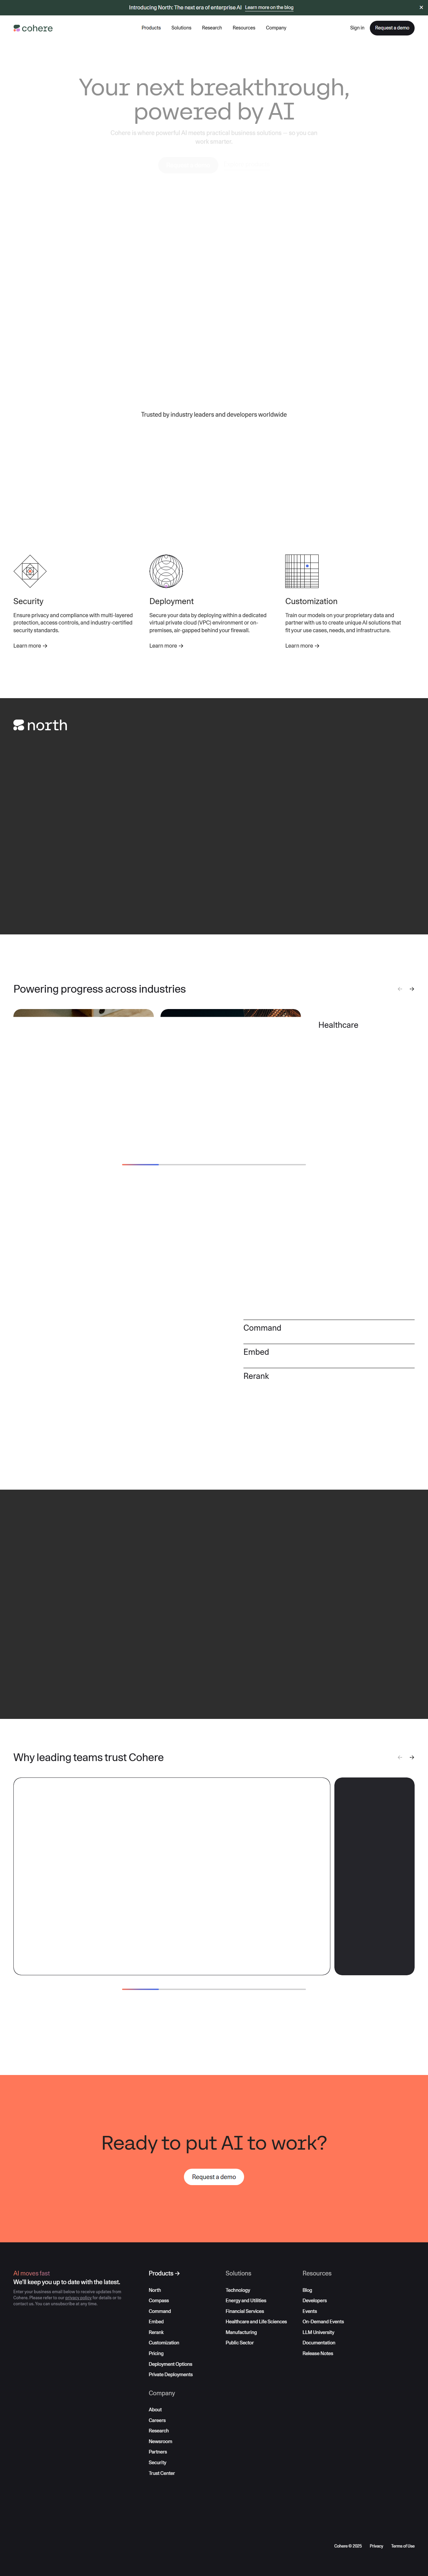 Introducing North: The next era of enterprise AI Learn more on the blog
cohere
Products Solutions Research Resources Company
Sign in Request a demo
Your next breakthrough,
powered by AI
Cohere is where powerful AI meets practical business solutions — so you can
work smarter.
Trusted by industry leaders and developers worldwide
Security
Ensure privacy and compliance with multi-layered
protection, access controls, and industry-certified
security standards.
Learn more →
Deployment
Secure your data by deploying within a dedicated
virtual private cloud (VPC) environment or on-
premises, air-gapped behind your firewall.
Learn more →
Customization
Train our models on your proprietary data and
partner with us to create unique AI solutions that
fit your use cases, needs, and infrastructure.
Learn more →
north
Powering progress across industries
Healthcare
Command
Embed
Rerank
Why leading teams trust Cohere
Ready to put AI to work?
Request a demo
AI moves fast
We'll keep you up to date with the latest.
Enter your business email below to receive updates from
Cohere. Please refer to our privacy policy for details or to
contact us. You can unsubscribe at any time.
Products →
North
Compass
Command
Embed
Rerank
Customization
Pricing
Deployment Options
Private Deployments
Solutions
Technology
Energy and Utilities
Financial Services
Healthcare and Life Sciences
Manufacturing
Public Sector
Resources
Blog
Developers
Events
On-Demand Events
LLM University
Documentation
Release Notes
Company
About
Careers
Research
Newsroom
Partners
Security
Trust Center
Cohere © 2025 Privacy Terms of Use